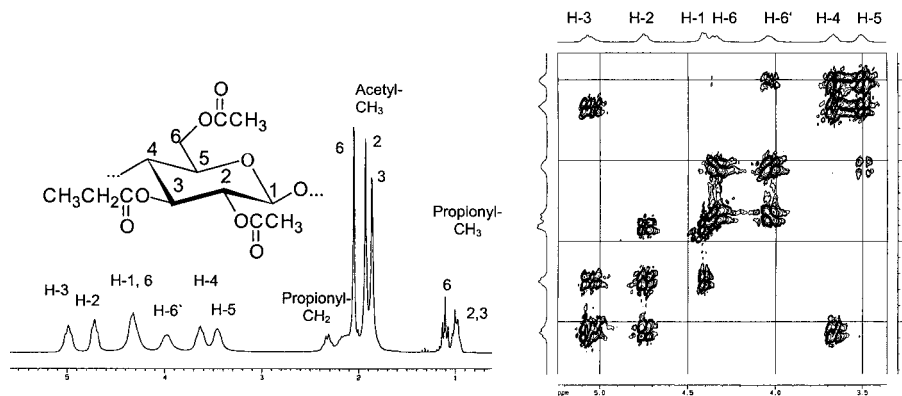 O
OCCH₃
6
4
5
O
2
3
1
O...
...
CH₃CH₂CO
O
OCCH₃
O
Acetyl-
CH₃
6
2
3
Propionyl-
CH₃
6
2,3
Propionyl-
CH₂
H-3
H-2
H-1, 6
H-6`
H-4
H-5
5
4
3
2
1
H-3
H-2
H-1
H-6
H-6'
H-4
H-5
ppm
5.0
4.5
4.0
3.5